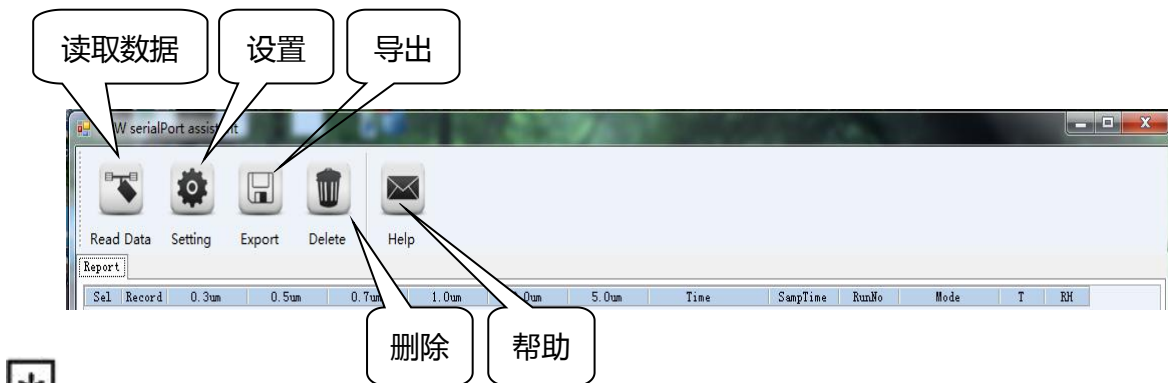 读取数据 设置 导出
W serialPort assistant
Read Data Setting Export Delete Help
Report
Sel Record 0.3um 0.5um 0.7um 1.0um 5.0um Time SampTime RunNo Mode T RH
删除 帮助